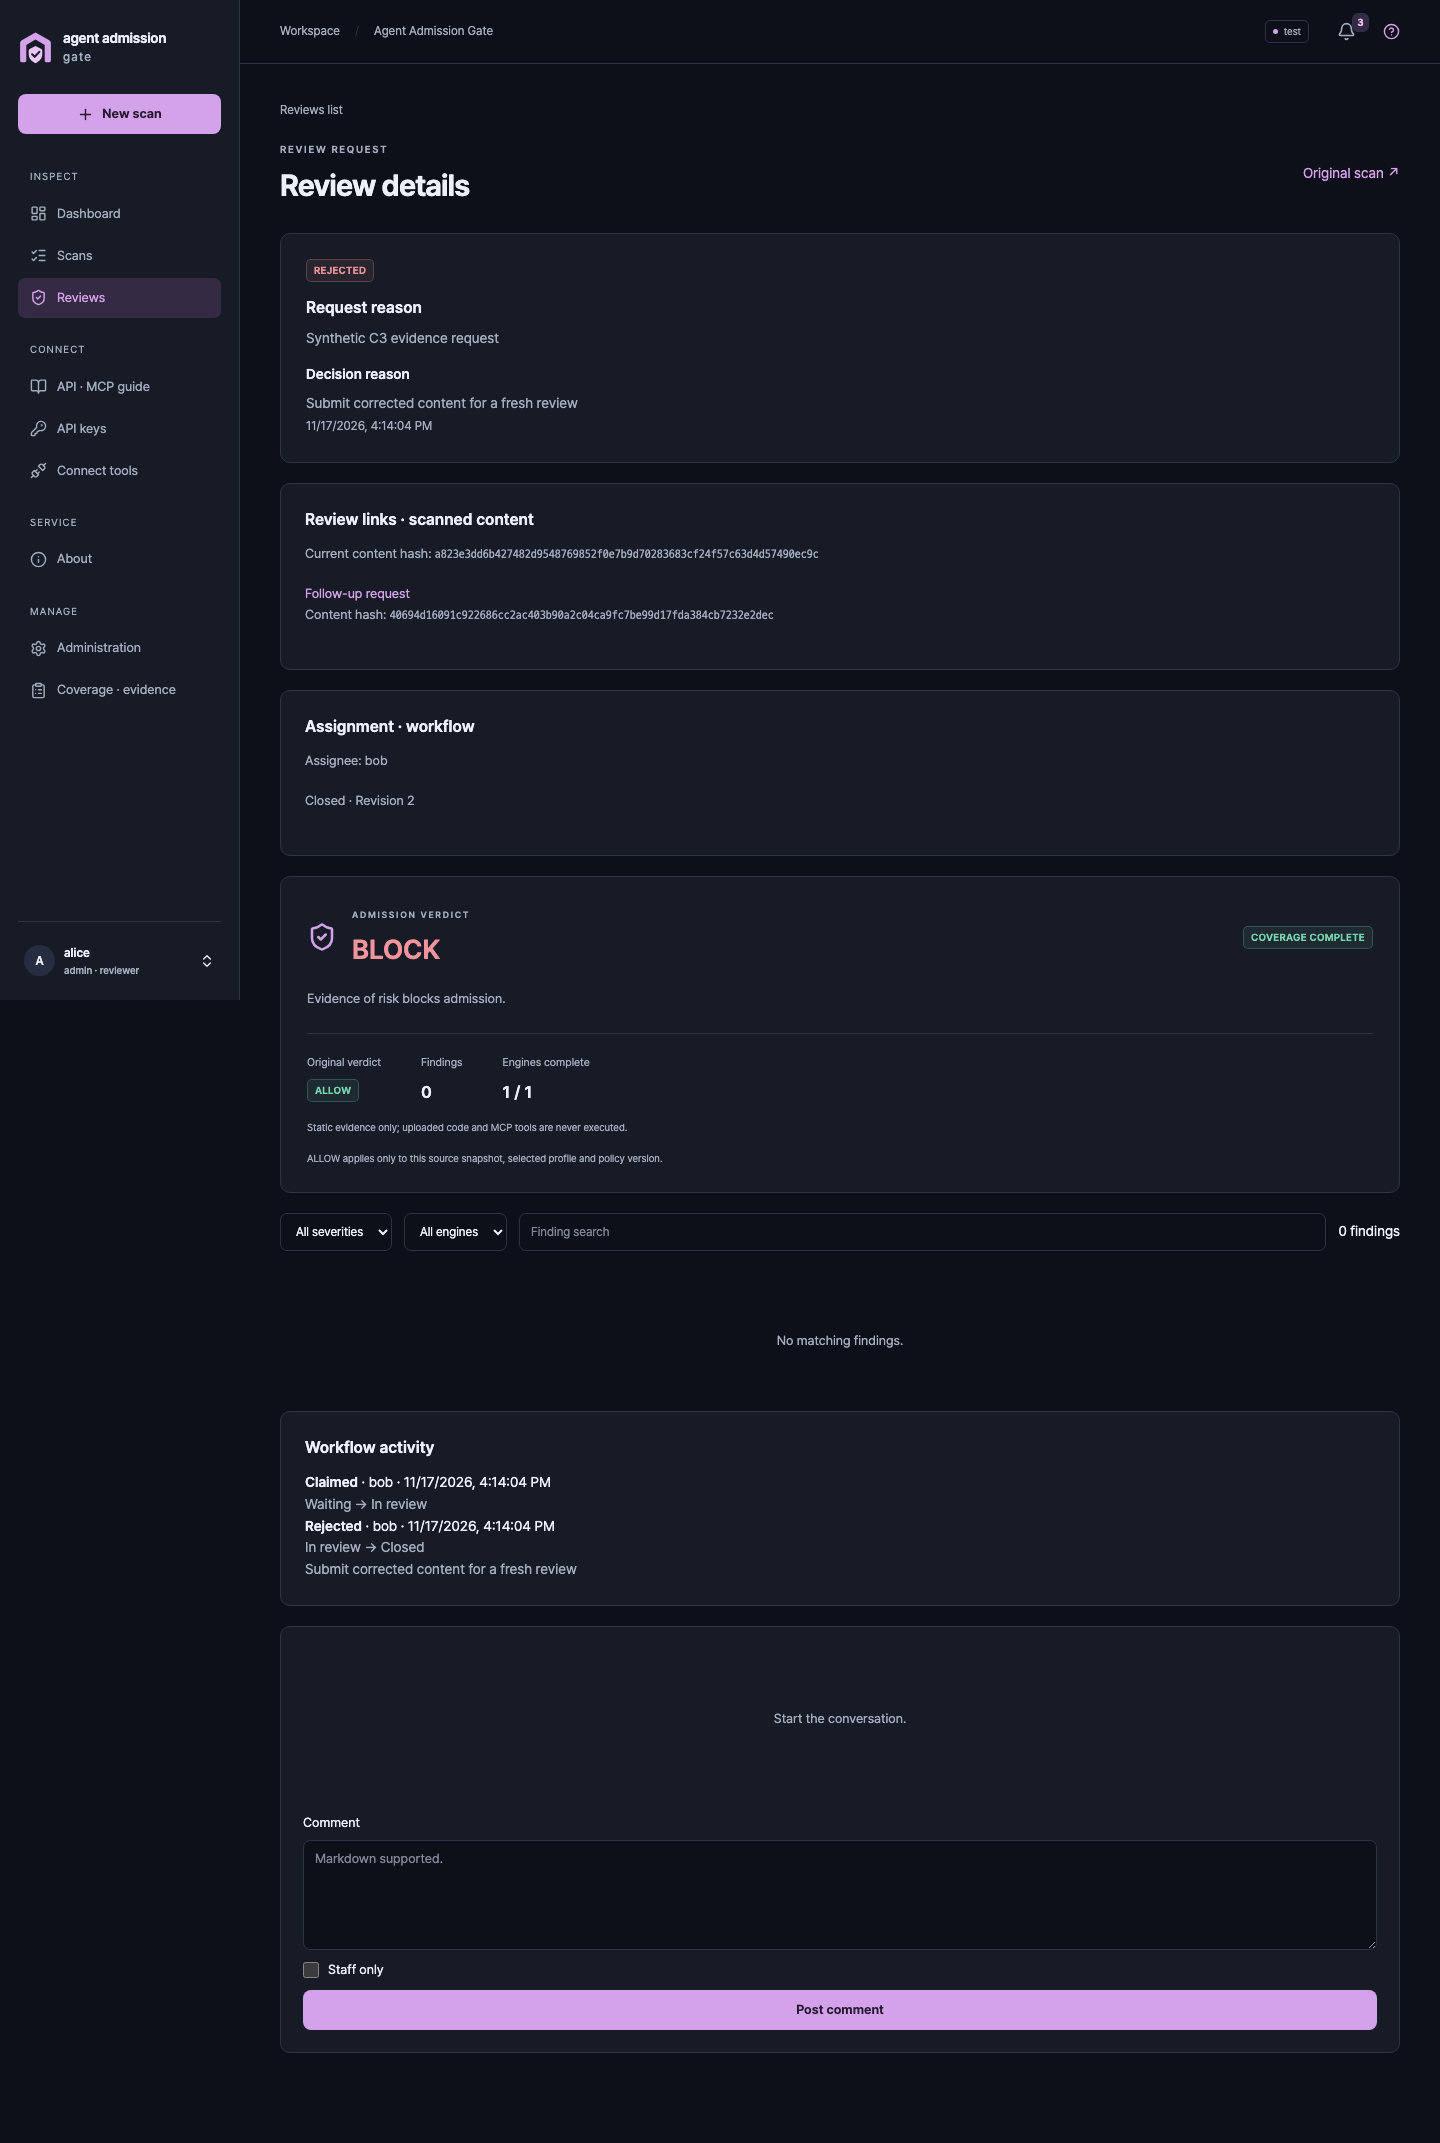 agent admission
gate
New scan
INSPECT
Dashboard
Scans
Reviews
CONNECT
API · MCP guide
API keys
Connect tools
SERVICE
About
MANAGE
Administration
Coverage · evidence
A
alice
admin · reviewer
Workspace / Agent Admission Gate
test
3
Reviews list
REVIEW REQUEST
Review details
Original scan ↗
REJECTED
Request reason
Synthetic C3 evidence request
Decision reason
Submit corrected content for a fresh review
11/17/2026, 4:14:04 PM
Review links · scanned content
Current content hash: a823e3dd6b427482d9548769852f0e7b9d70283683cf24f57c63d4d57490ec9c
Follow-up request
Content hash: 40694d16091c922686cc2ac403b90a2c04ca9fc7be99d17fda384cb7232e2dec
Assignment · workflow
Assignee: bob
Closed · Revision 2
ADMISSION VERDICT
BLOCK
COVERAGE COMPLETE
Evidence of risk blocks admission.
Original verdict
Findings
Engines complete
ALLOW
0
1 / 1
Static evidence only; uploaded code and MCP tools are never executed.
ALLOW applies only to this source snapshot, selected profile and policy version.
All severities
All engines
Finding search
0 findings
No matching findings.
Workflow activity
Claimed · bob · 11/17/2026, 4:14:04 PM
Waiting → In review
Rejected · bob · 11/17/2026, 4:14:04 PM
In review → Closed
Submit corrected content for a fresh review
Start the conversation.
Comment
Markdown supported.
Staff only
Post comment